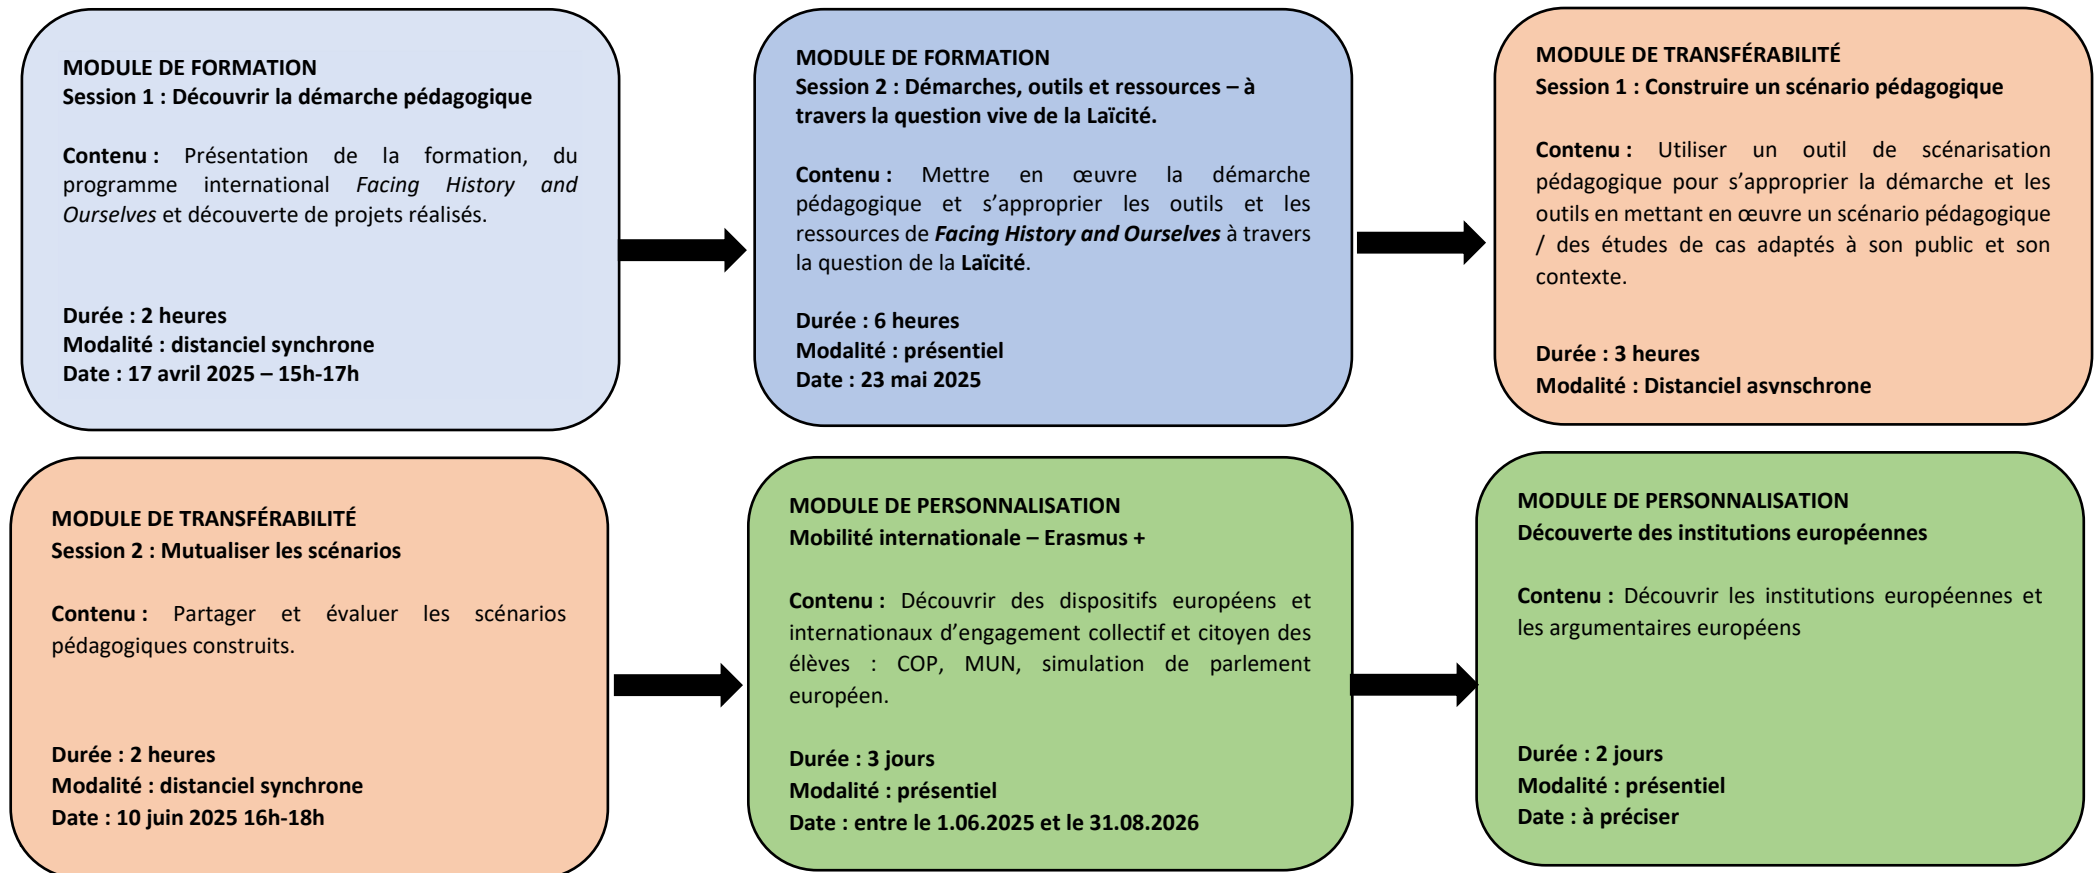 MODULE DE FORMATION
Session 1 : Découvrir la démarche pédagogique
Contenu : Présentation de la formation, du
programme international Facing History and
Ourselves et découverte de projets réalisés.
Durée : 2 heures
Modalité : distanciel synchrone
Date : 17 avril 2025 – 15h-17h
MODULE DE FORMATION
Session 2 : Démarches, outils et ressources – à
travers la question vive de la Laïcité.
Contenu : Mettre en œuvre la démarche
pédagogique et s’approprier les outils et les
ressources de Facing History and Ourselves à travers
la question de la Laïcité.
Durée : 6 heures
Modalité : présentiel
Date : 23 mai 2025
MODULE DE TRANSFÉRABILITÉ
Session 1 : Construire un scénario pédagogique
Contenu : Utiliser un outil de scénarisation
pédagogique pour s’approprier la démarche et les
outils en mettant en œuvre un scénario pédagogique
/ des études de cas adaptés à son public et son
contexte.
Durée : 3 heures
Modalité : Distanciel asynschrone
MODULE DE TRANSFÉRABILITÉ
Session 2 : Mutualiser les scénarios
Contenu : Partager et évaluer les scénarios
pédagogiques construits.
Durée : 2 heures
Modalité : distanciel synchrone
Date : 10 juin 2025 16h-18h
MODULE DE PERSONNALISATION
Mobilité internationale – Erasmus +
Contenu : Découvrir des dispositifs européens et
internationaux d’engagement collectif et citoyen des
élèves : COP, MUN, simulation de parlement
européen.
Durée : 3 jours
Modalité : présentiel
Date : entre le 1.06.2025 et le 31.08.2026
MODULE DE PERSONNALISATION
Découverte des institutions européennes
Contenu : Découvrir les institutions européennes et
les argumentaires européens
Durée : 2 jours
Modalité : présentiel
Date : à préciser